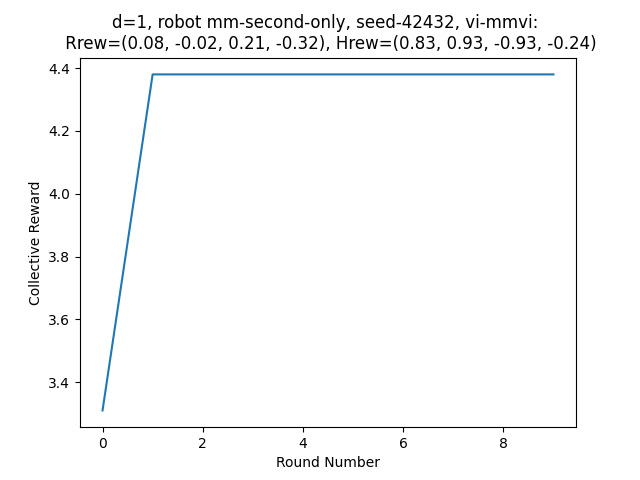 d=1, robot mm-second-only, seed-42432, vi-mmvi:
Rrew=(0.08, -0.02, 0.21, -0.32), Hrew=(0.83, 0.93, -0.93, -0.24)
4.4
4.2
4.0
3.8
3.6
3.4
Collective Reward
0 2 4 6 8
Round Number